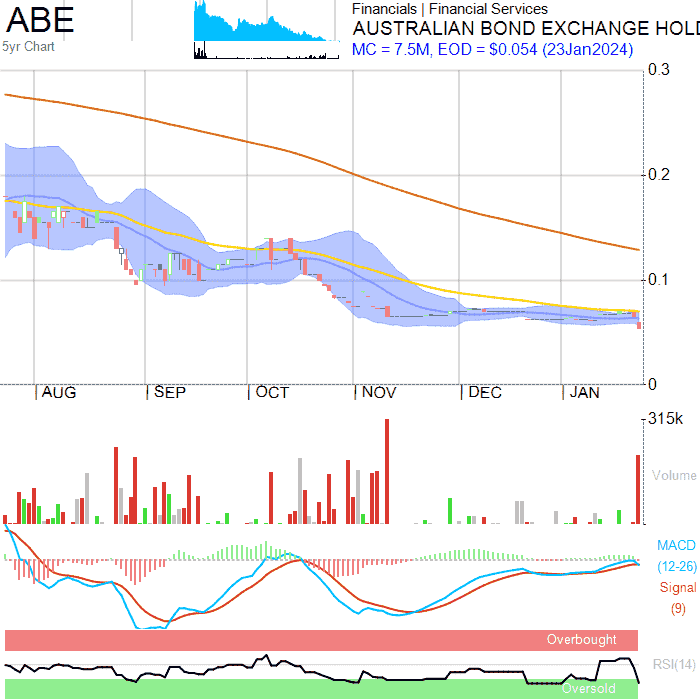 ABE
5yr Chart
Financials | Financial Services
AUSTRALIAN BOND EXCHANGE HOLD
MC = 7.5M, EOD = $0.054 (23Jan2024)
0.3
0.2
0.1
0
AUG SEP OCT NOV DEC JAN
315k
Volume
MACD
(12-26)
Signal
(9)
Overbought
RSI(14)
Oversold